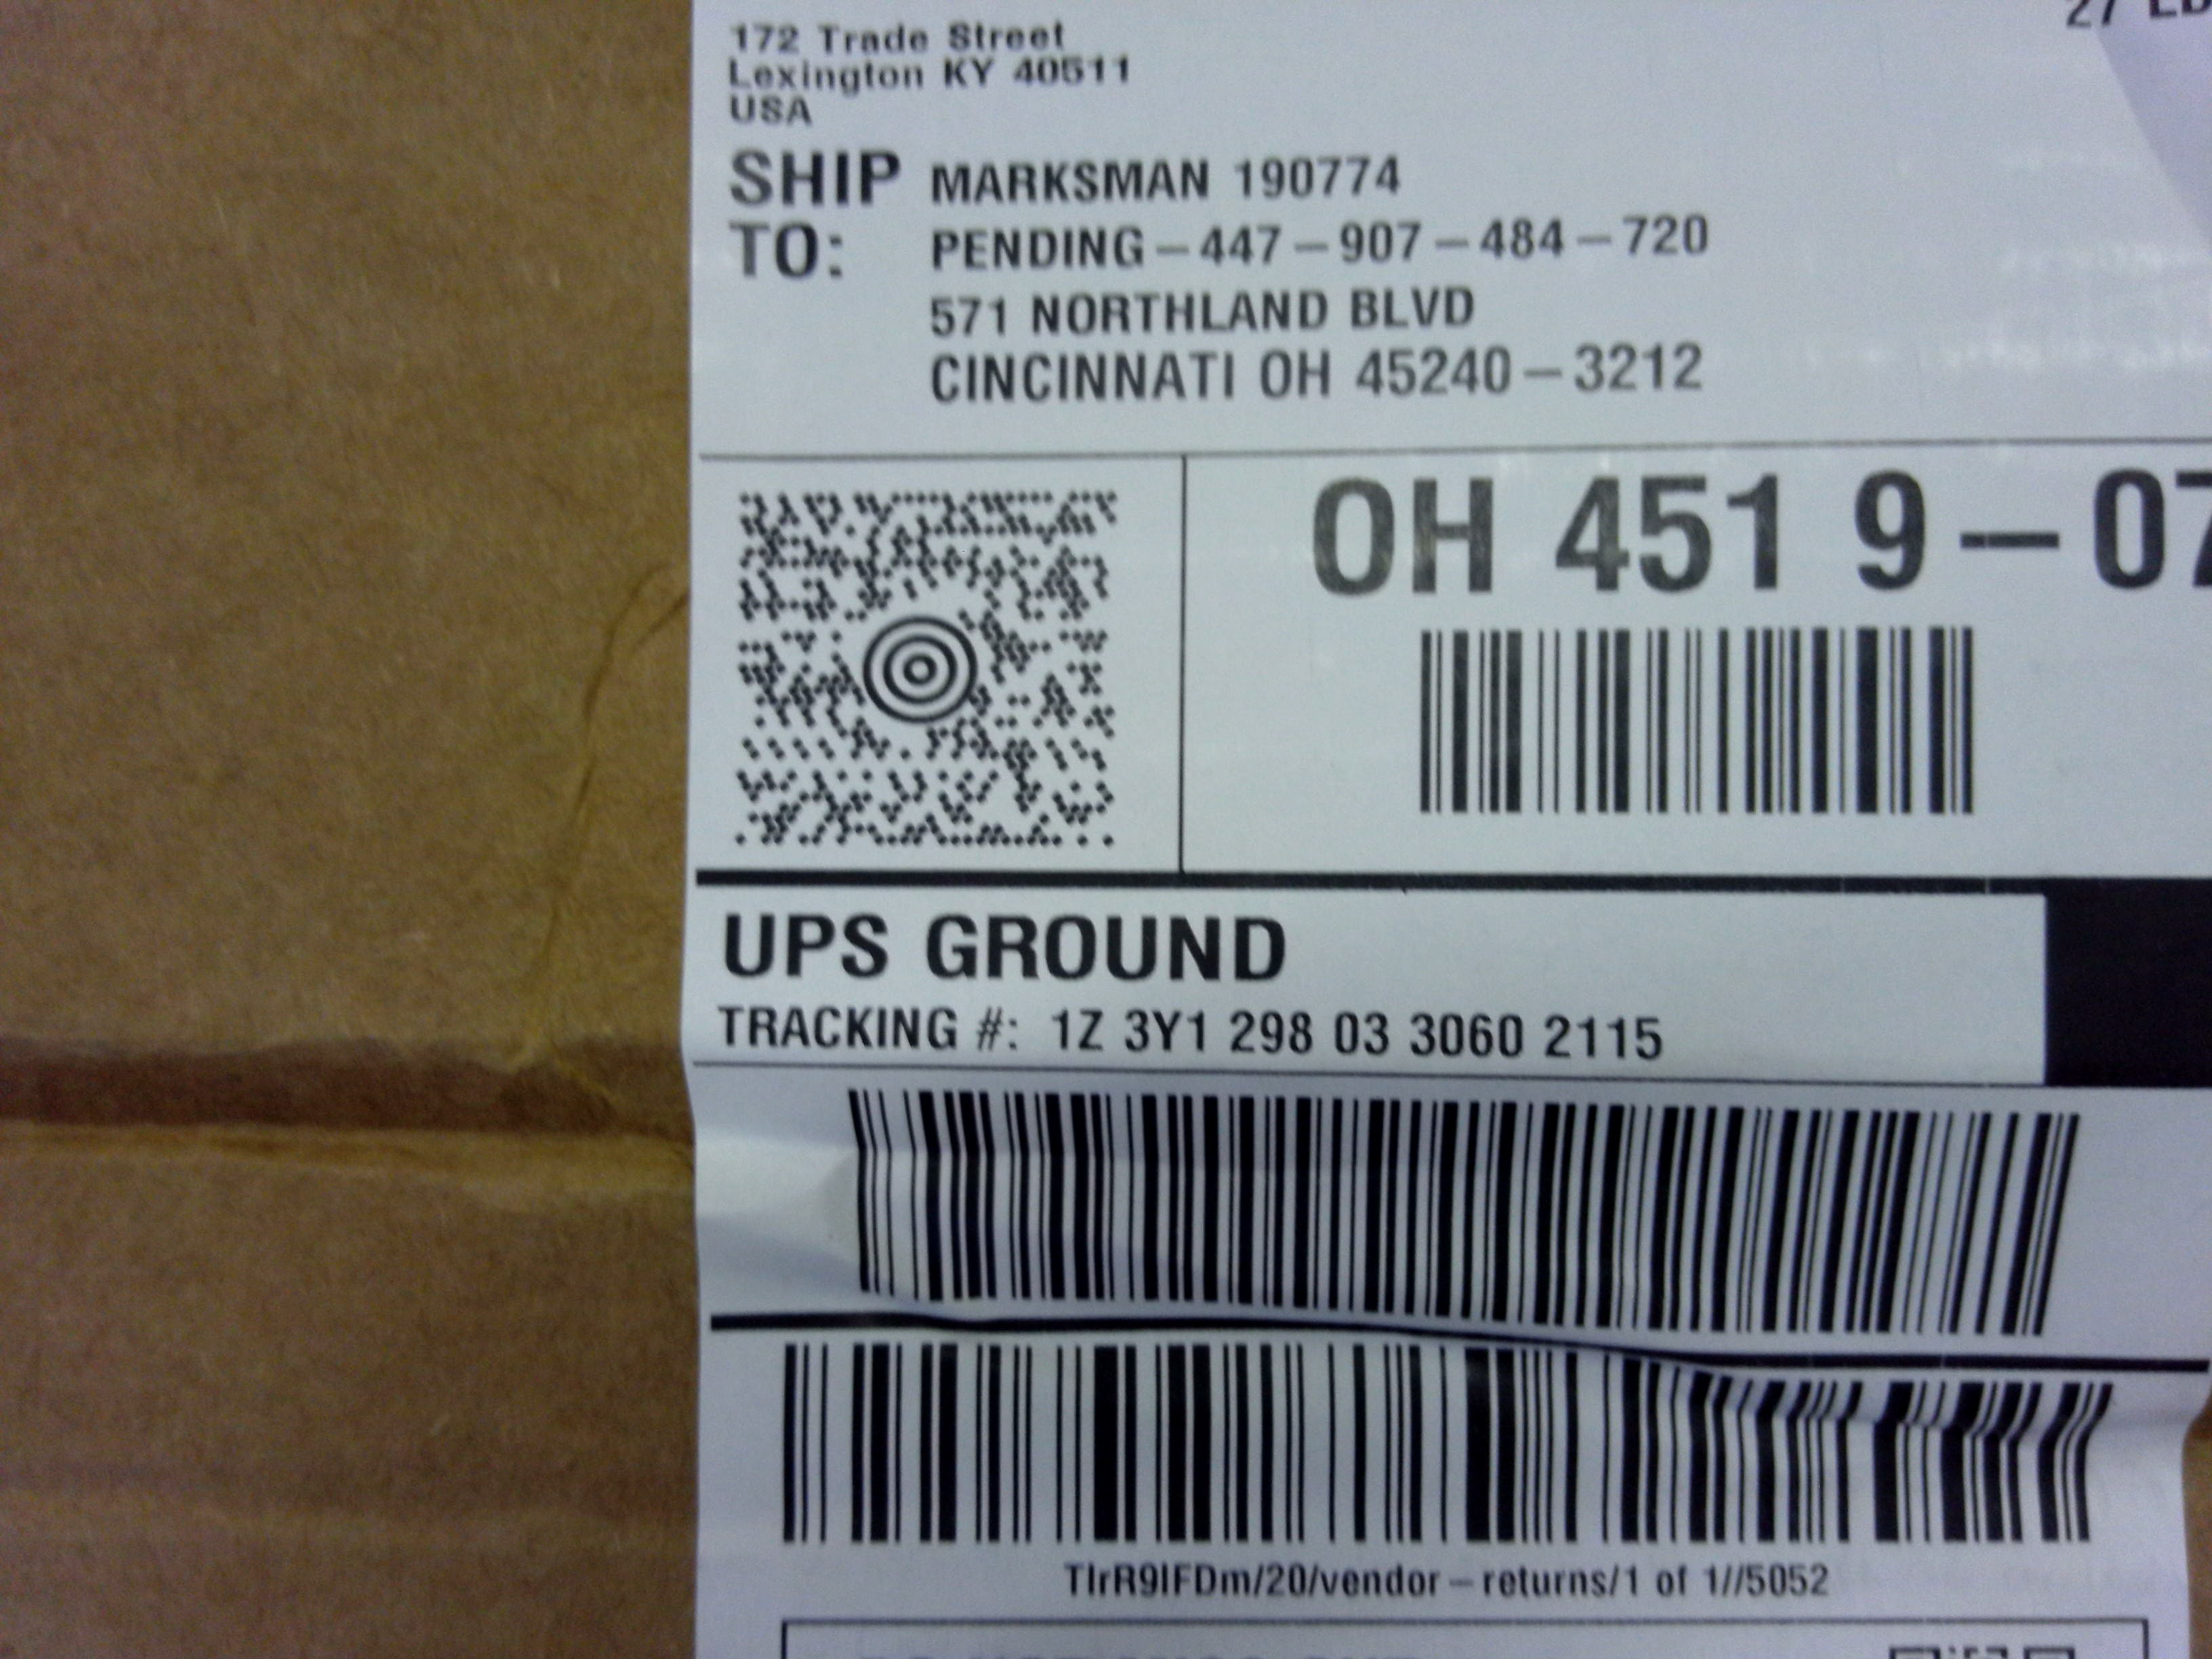 27
172 Trade Street
Lexington KY 40511
USA
SHIP TO:
MARKSMAN 190774
PENDING-447-907-484-720
571 NORTHLAND BLVD
CINCINNATI OH 45240-3212
OH 451 9-07
UPS GROUND
TRACKING #: 1Z 3Y1 298 03 3060 2115
TlrR9lFDm/20/vendor-returns/1 of 1//5052